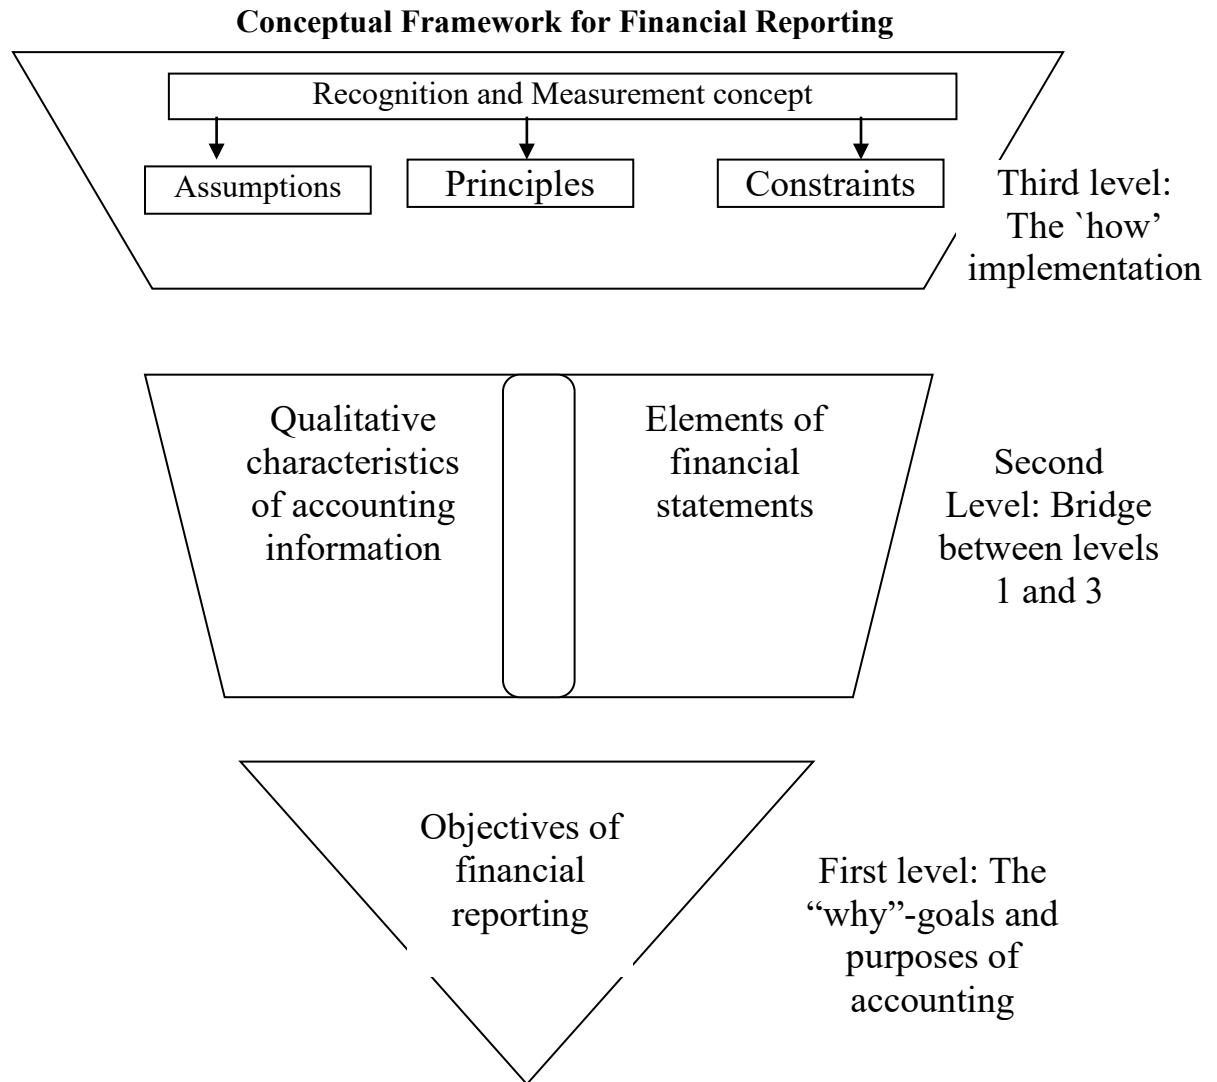 Conceptual Framework for Financial Reporting
Recognition and Measurement concept
Assumptions
Principles
Constraints
Third level:
The `how’
implementation
Qualitative
characteristics
of accounting
information
Elements of
financial
statements
Second
Level: Bridge
between levels
1 and 3
Objectives of
financial
reporting
First level: The
“why”-goals and
purposes of
accounting